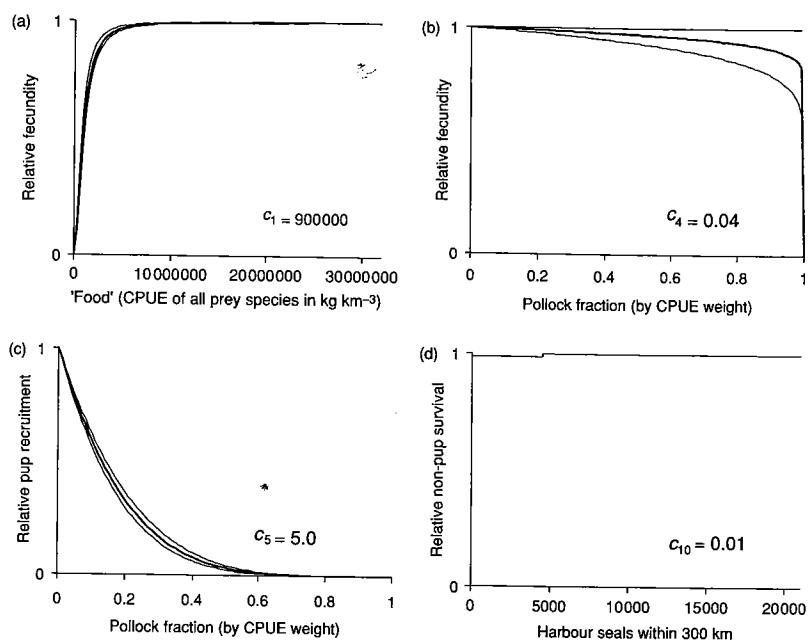 (a)
1
Relative fecundity
c₁ = 900000
0
0 10000000 20000000 30000000
'Food' (CPUE of all prey species in kg km⁻³)
(b)
1
Relative fecundity
c₄ = 0.04
0
0 0.2 0.4 0.6 0.8 1
Pollock fraction (by CPUE weight)
(c)
1
Relative pup recruitment
c₅ = 5.0
0
0 0.2 0.4 0.6 0.8 1
Pollock fraction (by CPUE weight)
(d)
1
Relative non-pup survival
c₁₀ = 0.01
0
0 5000 10000 15000 20000
Harbour seals within 300 km